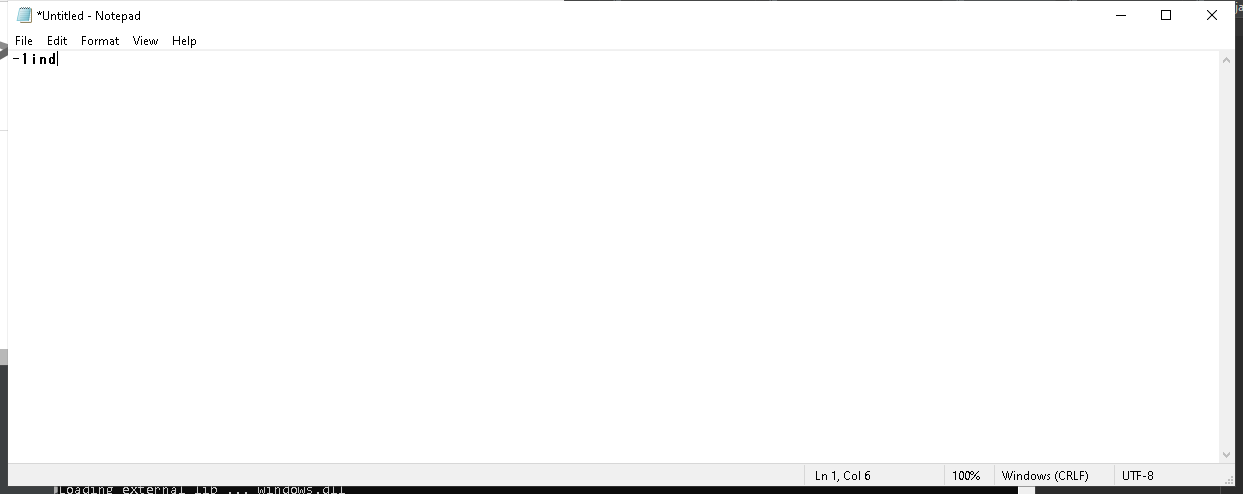 *Untitled - Notepad
File Edit Format View Help
-1ind
Ln 1, Col 6 100% Windows (CRLF) UTF-8
Loading external lib ... windows.dll